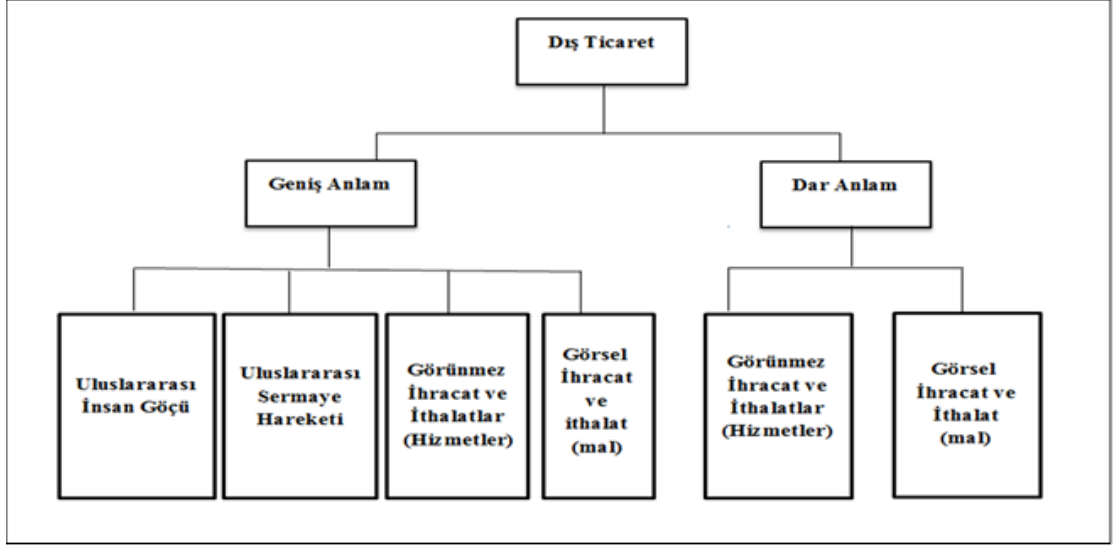 Dış Ticaret
Geniş Anlam
Dar Anlam
Uluslararası
İnsan Göçü
Uluslararası
Sermaye
Hareketi
Görünmez
İhracat ve
İthalatlar
(Hizmetler)
Görsel
İhracat
ve
ithalat
(mal)
Görünmez
İhracat ve
İthalatlar
(Hizmetler)
Görsel
İhracat ve
İthalat
(mal)